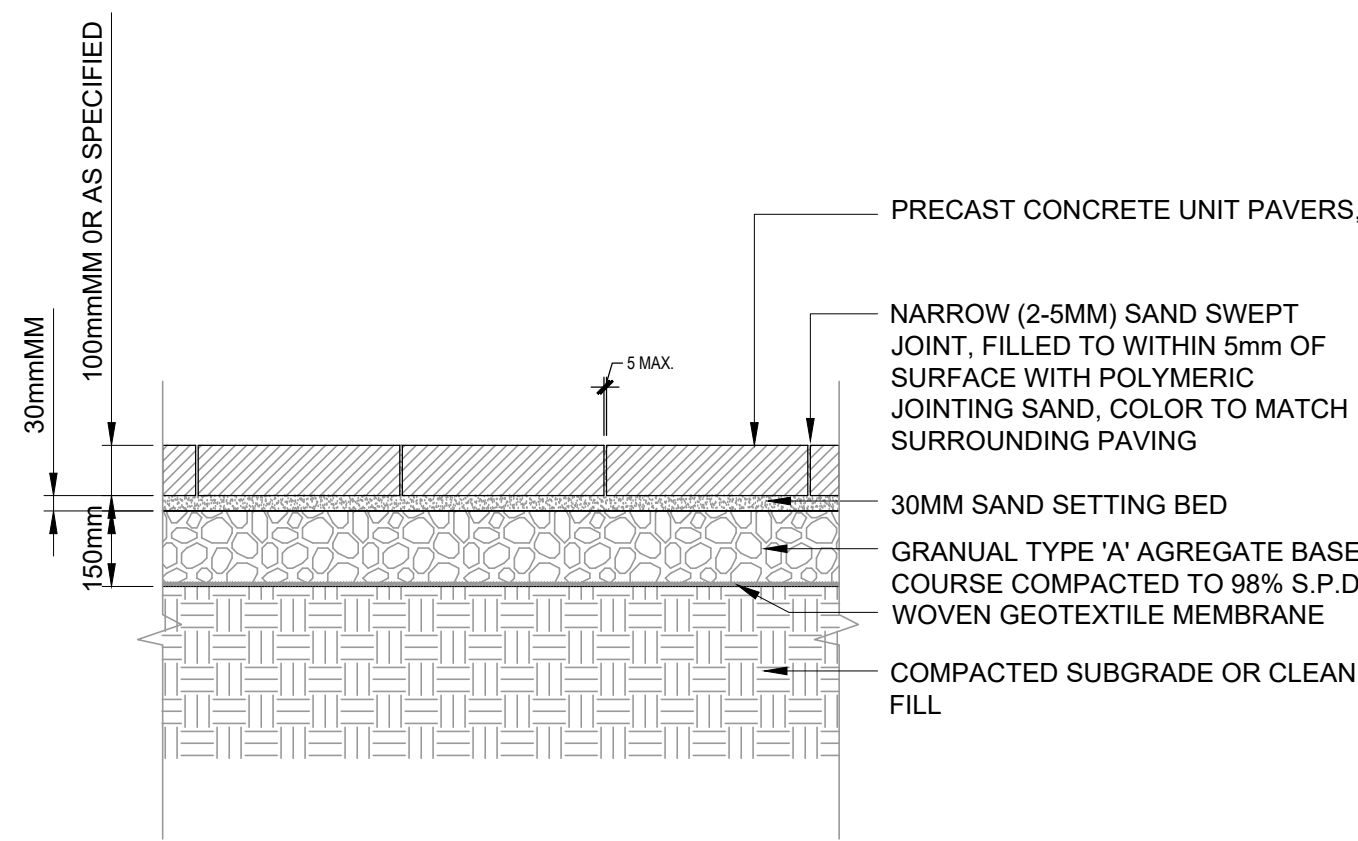 100mmMM 0R AS SPECIFIED
30mmMM
150mm
5 MAX.
PRECAST CONCRETE UNIT PAVERS,
NARROW (2-5MM) SAND SWEPT
JOINT, FILLED TO WITHIN 5mm OF
SURFACE WITH POLYMERIC
JOINTING SAND, COLOR TO MATCH
SURROUNDING PAVING
30MM SAND SETTING BED
GRANUAL TYPE 'A' AGREGATE BASE
COURSE COMPACTED TO 98% S.P.D
WOVEN GEOTEXTILE MEMBRANE
COMPACTED SUBGRADE OR CLEAN
FILL